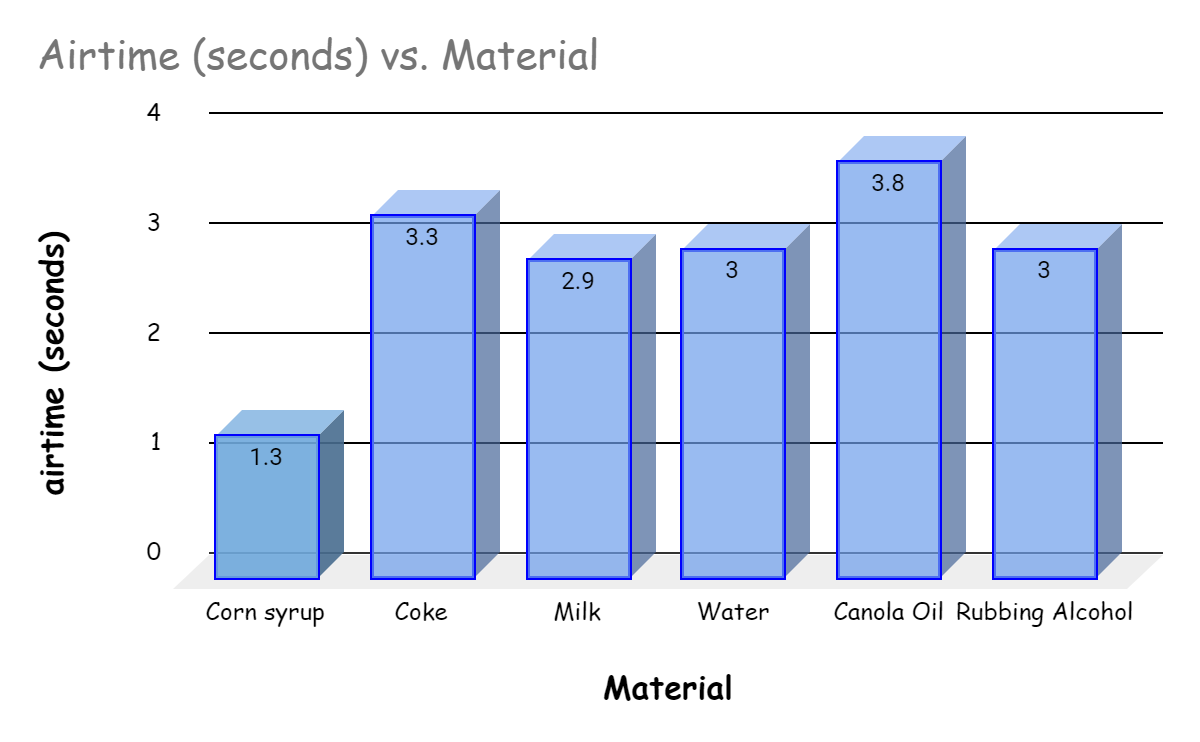 Airtime (seconds) vs. Material
4
3
2
1
0
airtime (seconds)
1.3
3.3
2.9
3
3.8
3
Corn syrup
Coke
Milk
Water
Canola Oil
Rubbing Alcohol
Material